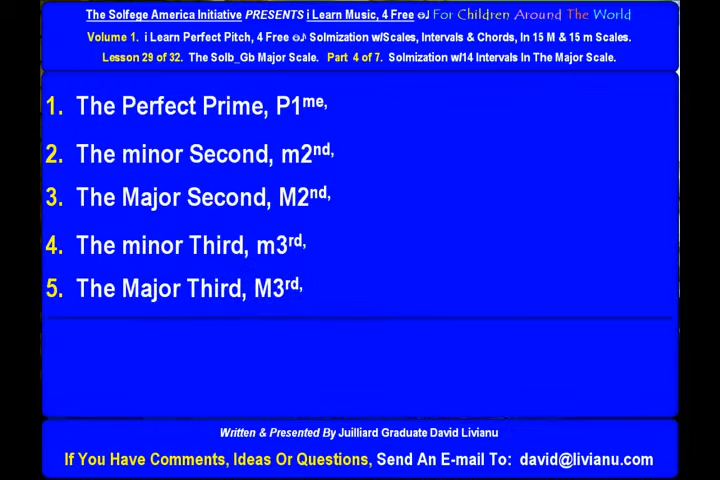 The Solfege America Initiative PRESENTS i Learn Music, 4 Free For Children Around The World
Volume 1. i Learn Perfect Pitch, 4 Free Solmization w/Scales, Intervals & Chords, In 15 M & 15 m Scales.
Lesson 29 of 32. The Solb_Gb Major Scale. Part 4 of 7. Solmization w/14 Intervals In The Major Scale.
1. The Perfect Prime, P1me,
2. The minor Second, m2nd,
3. The Major Second, M2nd,
4. The minor Third, m3rd,
5. The Major Third, M3rd,
Written & Presented By Juilliard Graduate David Livianu
If You Have Comments, Ideas Or Questions, Send An E-mail To: david@livianu.com